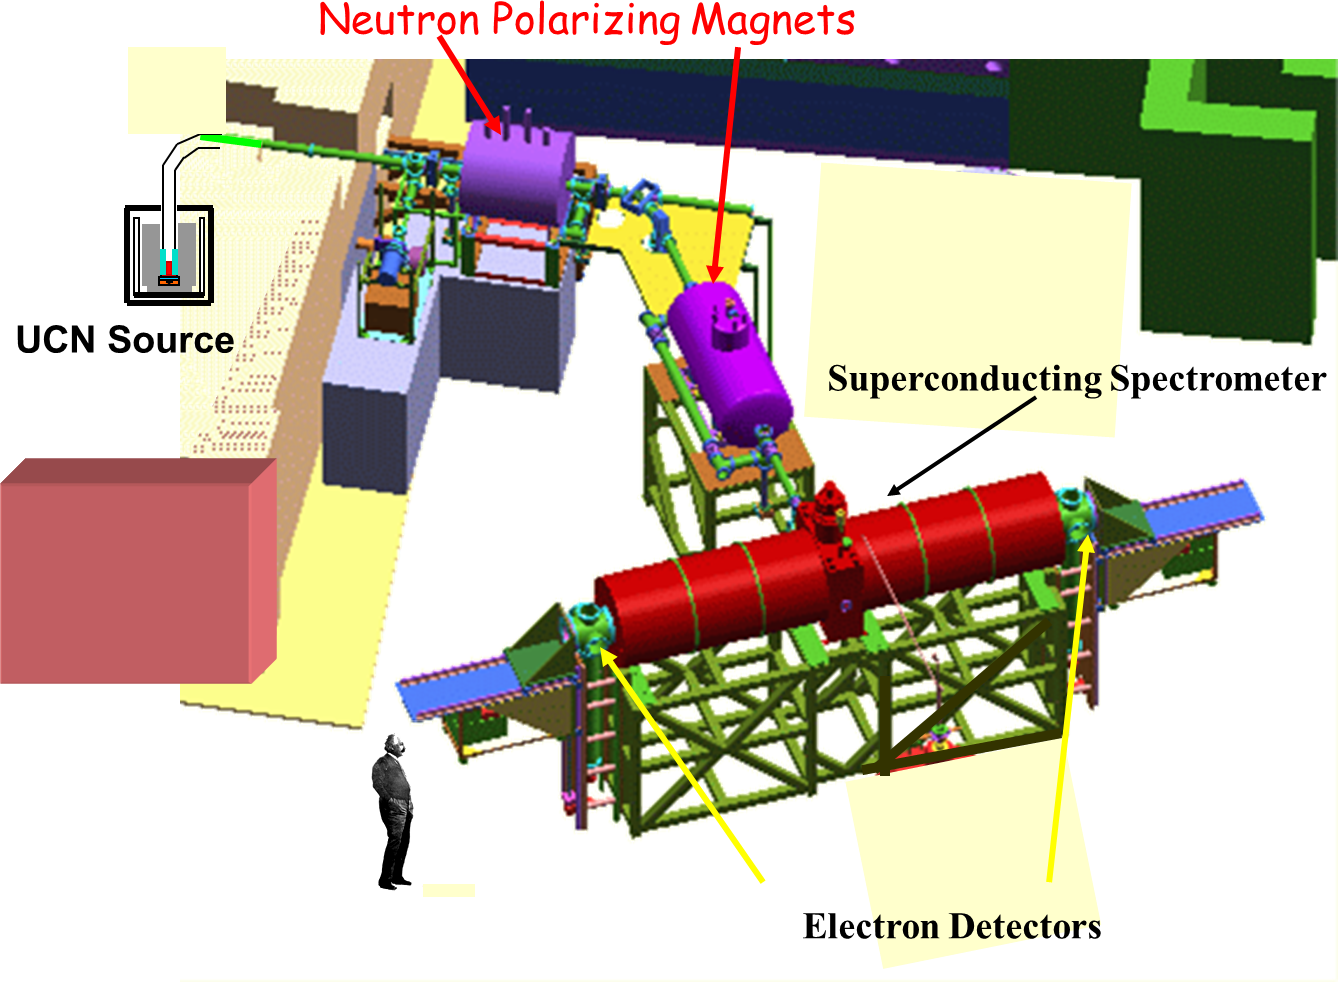 Neutron Polarizing Magnets
UCN Source
Superconducting Spectrometer
Electron Detectors